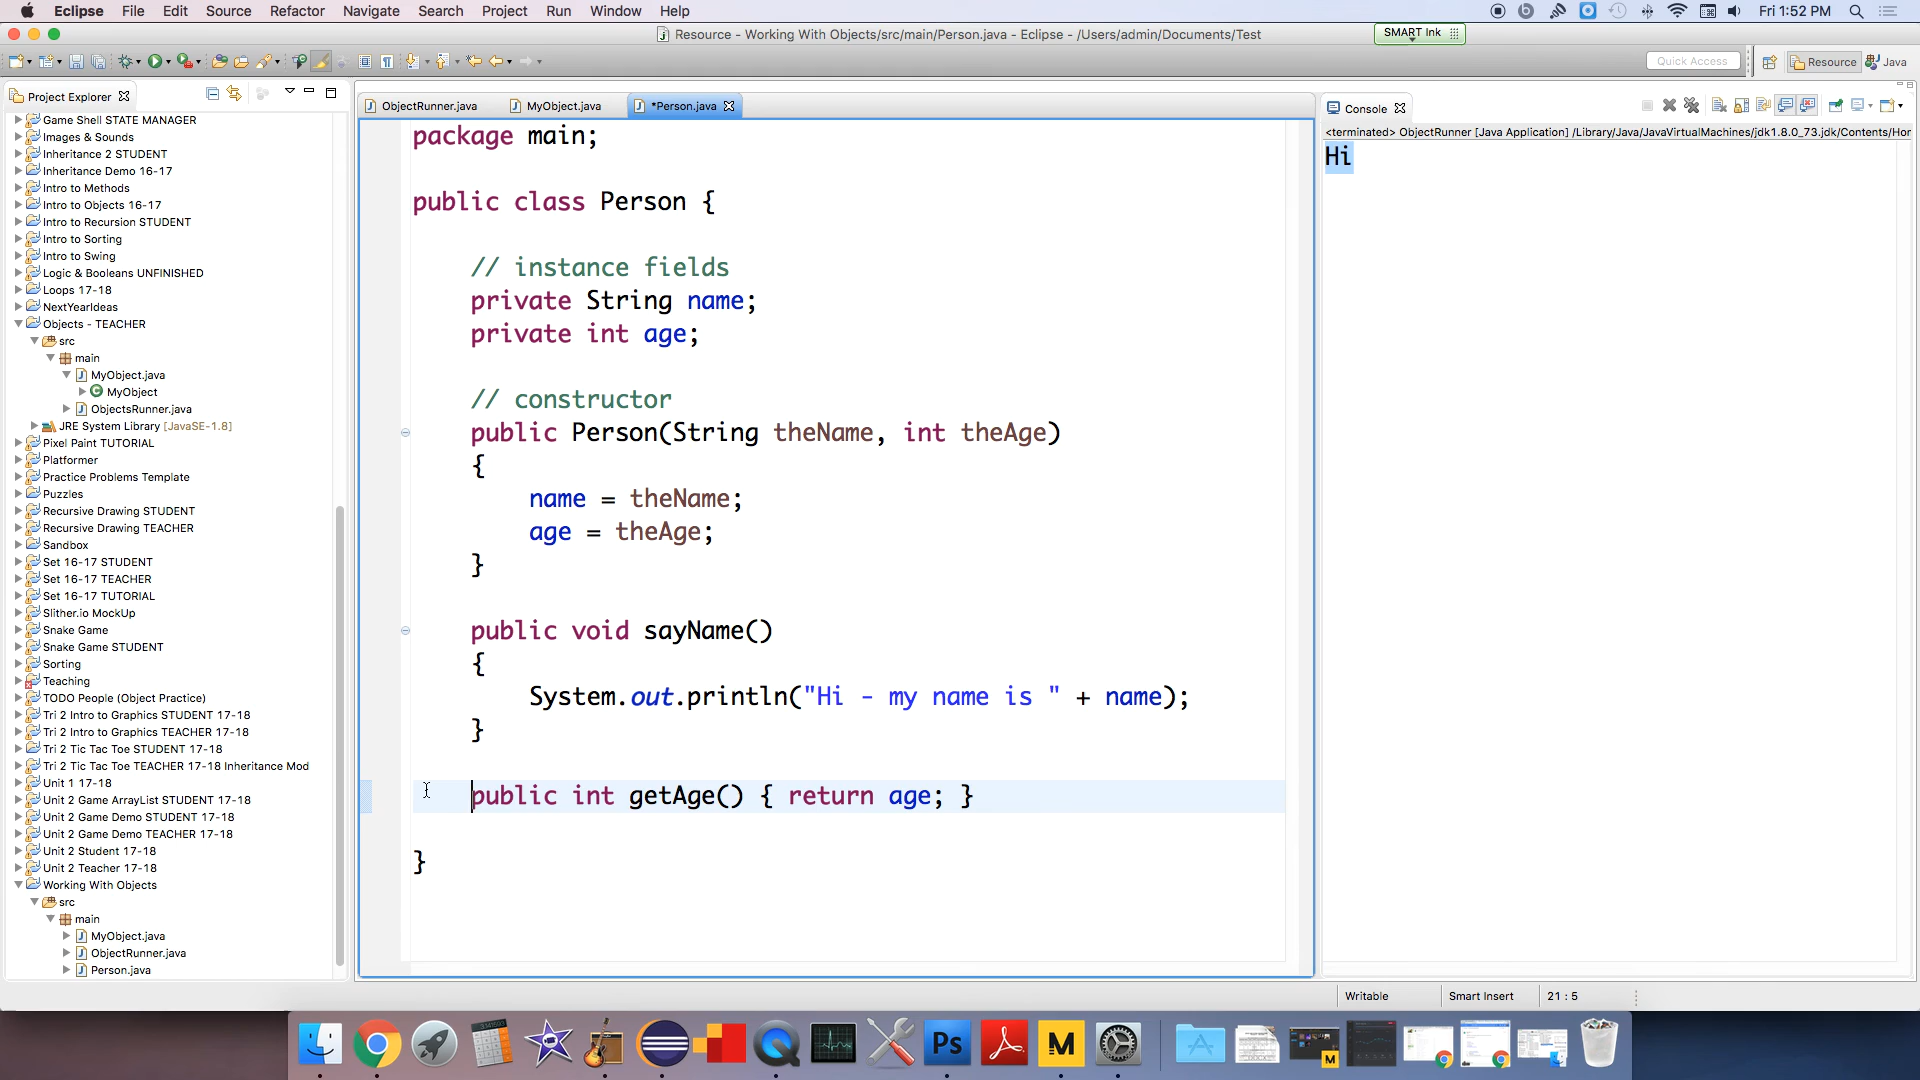 Eclipse File Edit Source Refactor Navigate Search Project Run Window Help Fri 1:52 PM
Resource - Working With Objects/src/main/Person.java - Eclipse - /Users/admin/Documents/Test
SMART Ink
Quick Access
Resource
Java
Project Explorer
Game Shell STATE MANAGER
Images & Sounds
Inheritance 2 STUDENT
Inheritance Demo 16-17
Intro to Methods
Intro to Objects 16-17
Intro to Recursion STUDENT
Intro to Sorting
Intro to Swing
Logic & Booleans UNFINISHED
Loops 17-18
NextYearIdeas
Objects - TEACHER
src
main
MyObject.java
MyObject
ObjectsRunner.java
JRE System Library [JavaSE-1.8]
Pixel Paint TUTORIAL
Platformer
Practice Problems Template
Puzzles
Recursive Drawing STUDENT
Recursive Drawing TEACHER
Sandbox
Set 16-17 STUDENT
Set 16-17 TEACHER
Set 16-17 TUTORIAL
Slither.io MockUp
Snake Game
Snake Game STUDENT
Sorting
Teaching
TODO People (Object Practice)
Tri 2 Intro to Graphics STUDENT 17-18
Tri 2 Intro to Graphics TEACHER 17-18
Tri 2 Tic Tac Toe STUDENT 17-18
Tri 2 Tic Tac Toe TEACHER 17-18 Inheritance Mod
Unit 1 17-18
Unit 2 Game ArrayList STUDENT 17-18
Unit 2 Game Demo STUDENT 17-18
Unit 2 Game Demo TEACHER 17-18
Unit 2 Student 17-18
Unit 2 Teacher 17-18
Working With Objects
src
main
MyObject.java
ObjectRunner.java
Person.java
ObjectRunner.java MyObject.java *Person.java
package main;
public class Person {
// instance fields
private String name;
private int age;
// constructor
public Person(String theName, int theAge)
{
name = theName;
age = theAge;
}
public void sayName()
{
System.out.println("Hi - my name is " + name);
}
public int getAge() { return age; }
}
Console
<terminated> ObjectRunner [Java Application] /Library/Java/JavaVirtualMachines/jdk1.8.0_73.jdk/Contents/Hor
Hi
Writable Smart Insert 21 : 5
Ps
M